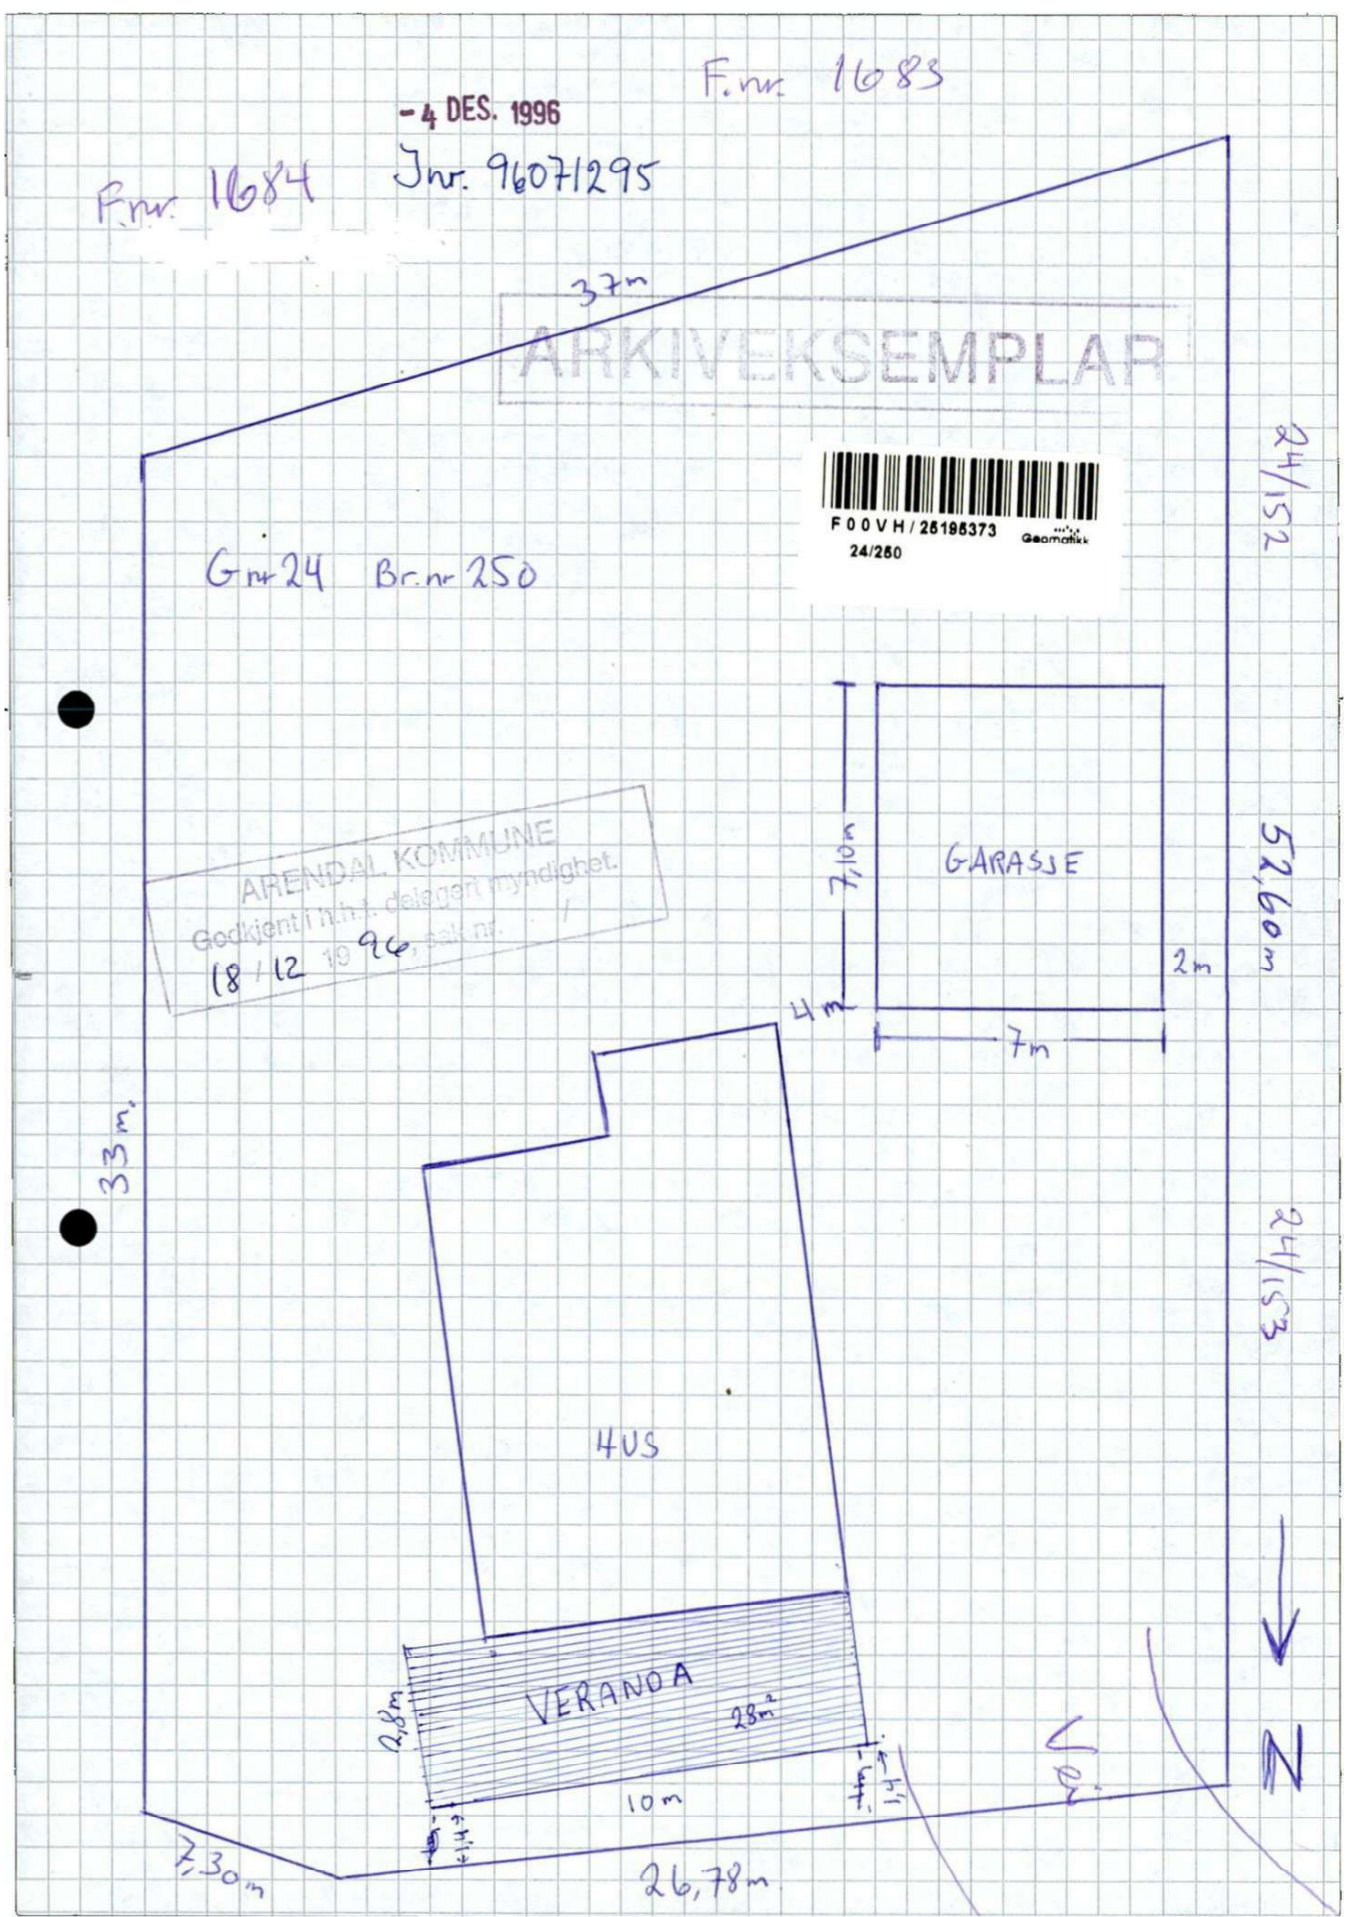 F.nr. 1683
-4 DES. 1996
Jnr. 96071295
F.nr. 1684
37m
ARKIVEKSEMPLAR
24/152
F00VH/25195373
Geomatikk
24/250
Gnr 24 Br.nr 250
7,10m
GARASJE
52,60m
ARENDAL KOMMUNE
Godkjent i h.h.t. delegert myndighet.
18/12 1996, sak nr. /
2m
4m
7m
33m.
24/153
HUS
VERANDA
28m²
2,8m
Vei
N
10m
7,30m
26,78m